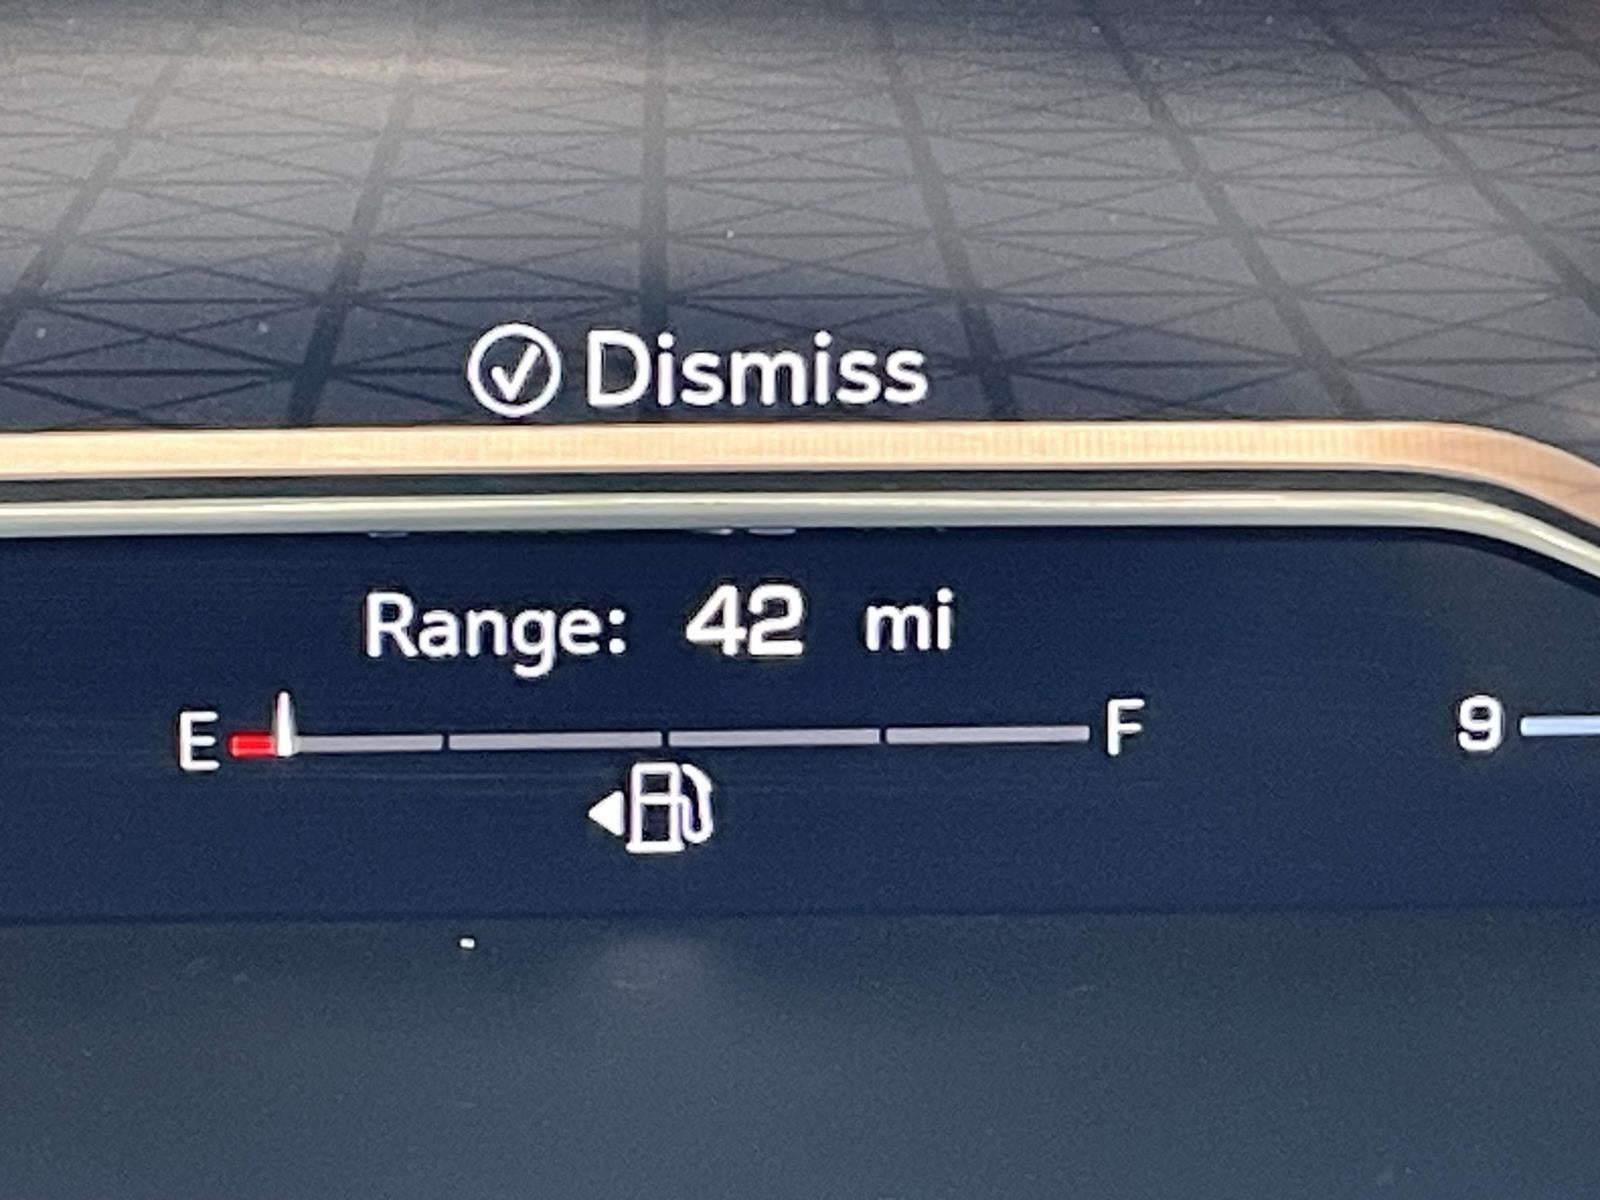 Dismiss
Range: 42 mi
E F 9